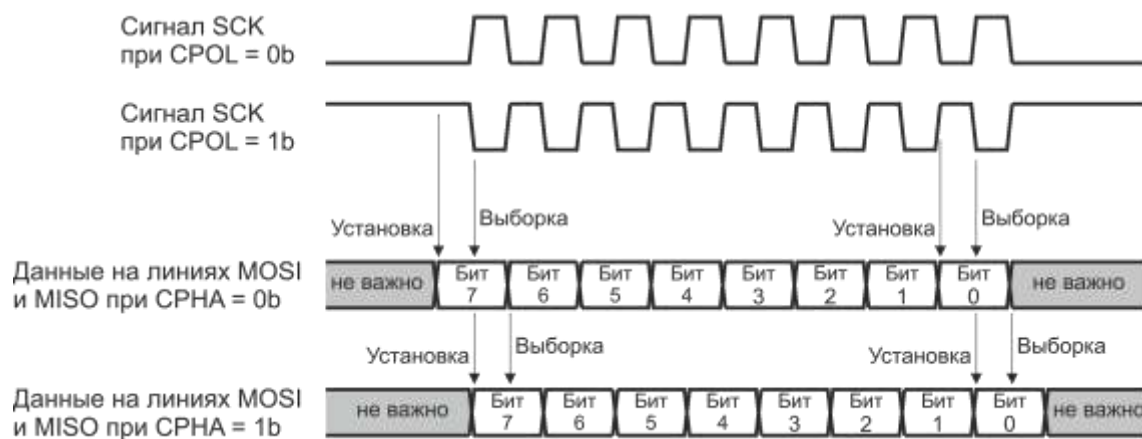 Сигнал SCK
при CPOL = 0b
Сигнал SCK
при CPOL = 1b
Установка
Выборка
Установка
Выборка
Данные на линиях MOSI
и MISO при CPHA = 0b
не важно
Бит 7
Бит 6
Бит 5
Бит 4
Бит 3
Бит 2
Бит 1
Бит 0
не важно
Установка
Выборка
Установка
Выборка
Данные на линиях MOSI
и MISO при CPHA = 1b
не важно
Бит 7
Бит 6
Бит 5
Бит 4
Бит 3
Бит 2
Бит 1
Бит 0
не важно